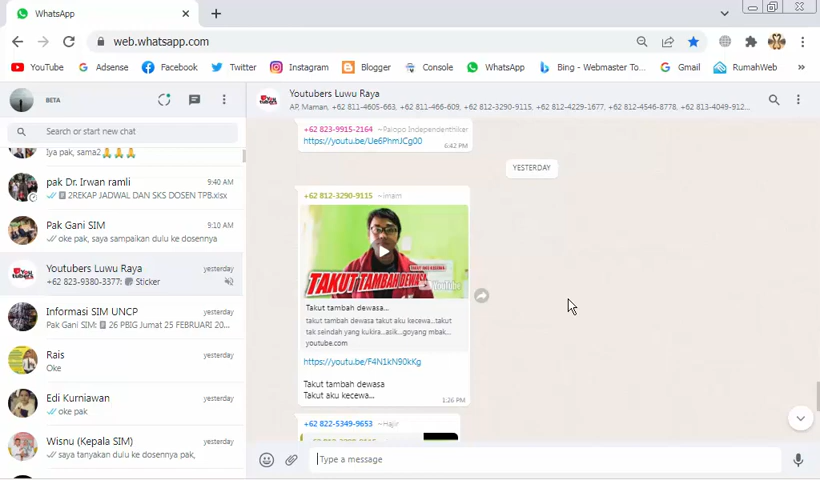 WhatsApp
web.whatsapp.com
YouTube Adsense Facebook Twitter Instagram Blogger Console WhatsApp Bing - Webmaster To... Gmail RumahWeb »
BETA
Youtubers Luwu Raya
AP, Maman, +62 811-4605-663, +62 811-466-609, +62 812-3290-9115, +62 812-4229-1677, +62 812-4546-8778, +62 813-4049-912...
Search or start new chat
Iya pak, sama2🙏🙏🙏
pak Dr. Irwan ramli 9:40 AM
2REKAP JADWAL DAN SKS DOSEN TPB.xlsx
Pak Gani SIM 9:10 AM
oke pak, saya sampaikan dulu ke dosennya
Youtubers Luwu Raya yesterday
+62 823-9380-3377: Sticker
Informasi SIM UNCP yesterday
Pak Gani SIM: 26 PBIG Jumat 25 FEBRUARI 20...
Rais yesterday
Oke
Edi Kurniawan yesterday
oke pak
Wisnu (Kepala SIM) yesterday
saya tanyakan dulu ke dosennya pak,
+62 823-9915-2164 ~Palopo Independenthiker
https://youtu.be/Ue6PhmJCg00
6:42 PM
YESTERDAY
+62 812-3290-9115 ~imam
TAKUT TAMBAH DEWASA
YouTube
Takut tambah dewasa...
takut tambah dewasa takut aku kecewa...takut
tak seindah yang kukira...asik...goyang mbak...
youtube.com
https://youtu.be/F4N1kN90kKg
Takut tambah dewasa
Takut aku kecewa...
1:26 PM
+62 822-5349-9653 ~Hajir
Type a message